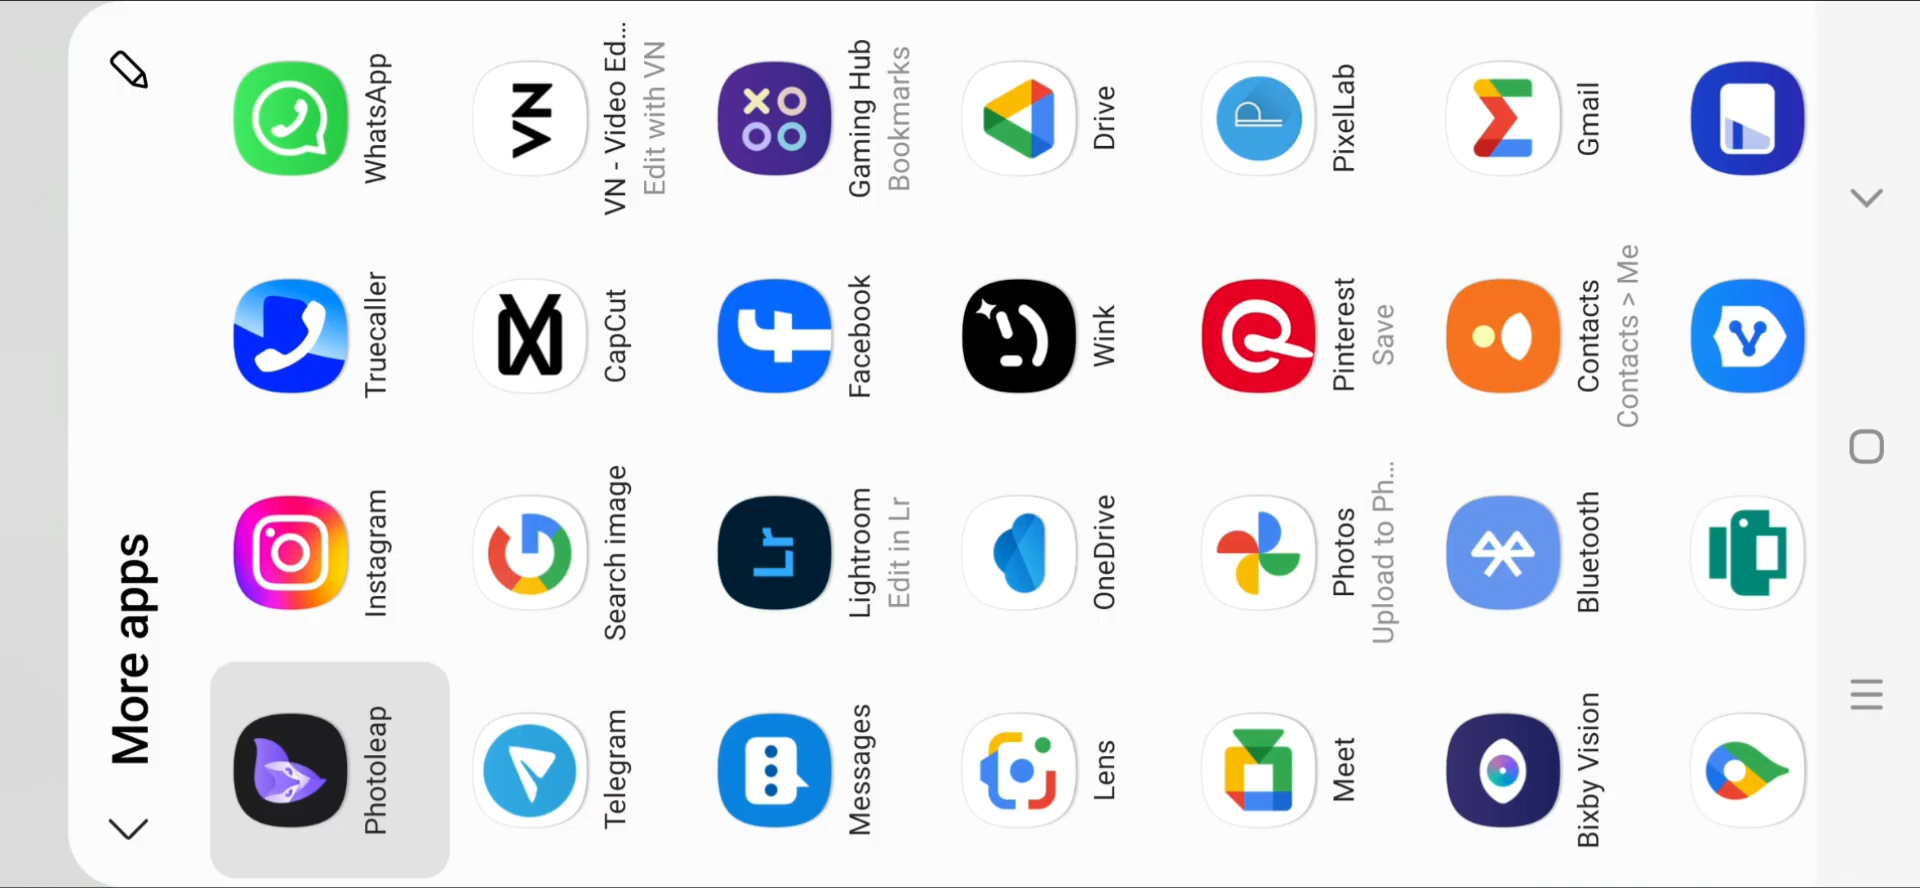 More apps
Photoleap
Instagram
Truecaller
WhatsApp
Telegram
Search image
CapCut
VN
VN - Video Ed...
Edit with VN
Messages
Lr
Lightroom
Edit in Lr
Facebook
Gaming Hub
Bookmarks
Lens
OneDrive
Wink
Drive
Meet
Photos
Upload to Ph...
Pinterest
Save
P
PixelLab
Bixby Vision
Bluetooth
Contacts
Contacts > Me
Gmail